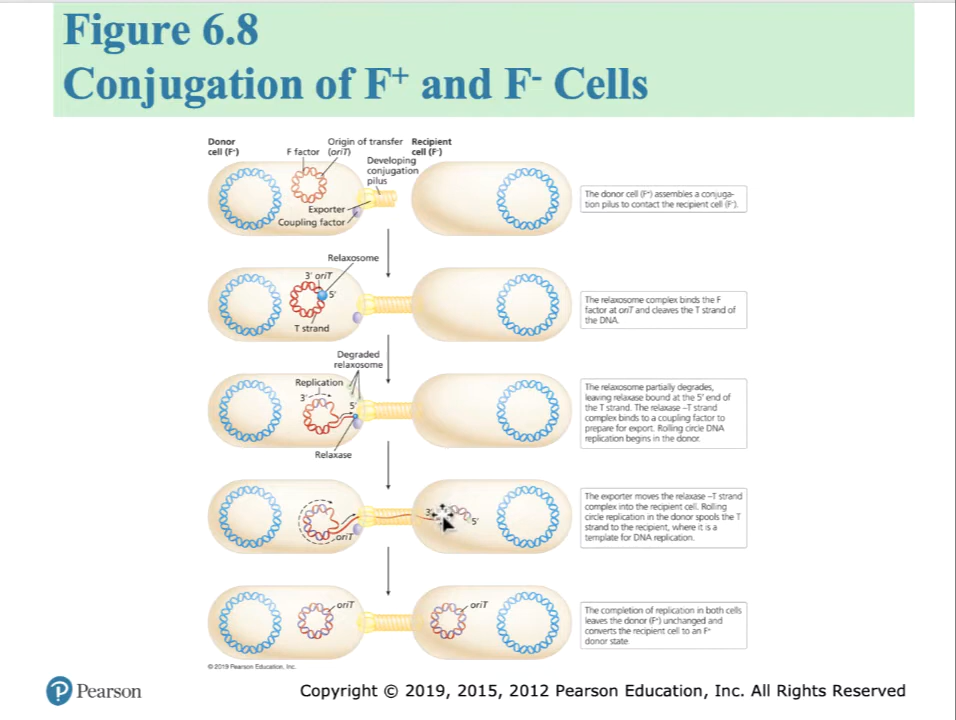 Figure 6.8
Conjugation of F+ and F- Cells
Donor
cell (F+)
F factor
Origin of transfer
(oriT)
Recipient
cell (F-)
Developing
conjugation
pilus
Exporter
Coupling factor
The donor cell (F+) assembles a conjuga-
tion pilus to contact the recipient cell (F-).
Relaxosome
3' oriT
5'
T strand
The relaxosome complex binds the F
factor at oriT and cleaves the T strand of
the DNA.
Degraded
relaxosome
Replication
3'
5'
Relaxase
The relaxosome partially degrades,
leaving relaxase bound at the 5' end of
the T strand. The relaxase –T strand
complex binds to a coupling factor to
prepare for export. Rolling circle DNA
replication begins in the donor.
oriT
3'
5'
The exporter moves the relaxase –T strand
complex into the recipient cell. Rolling
circle replication in the donor spools the T
strand to the recipient, where it is a
template for DNA replication.
oriT
oriT
The completion of replication in both cells
leaves the donor (F+) unchanged and
converts the recipient cell to an F+
donor state.
© 2019 Pearson Education, Inc.
P Pearson
Copyright © 2019, 2015, 2012 Pearson Education, Inc. All Rights Reserved